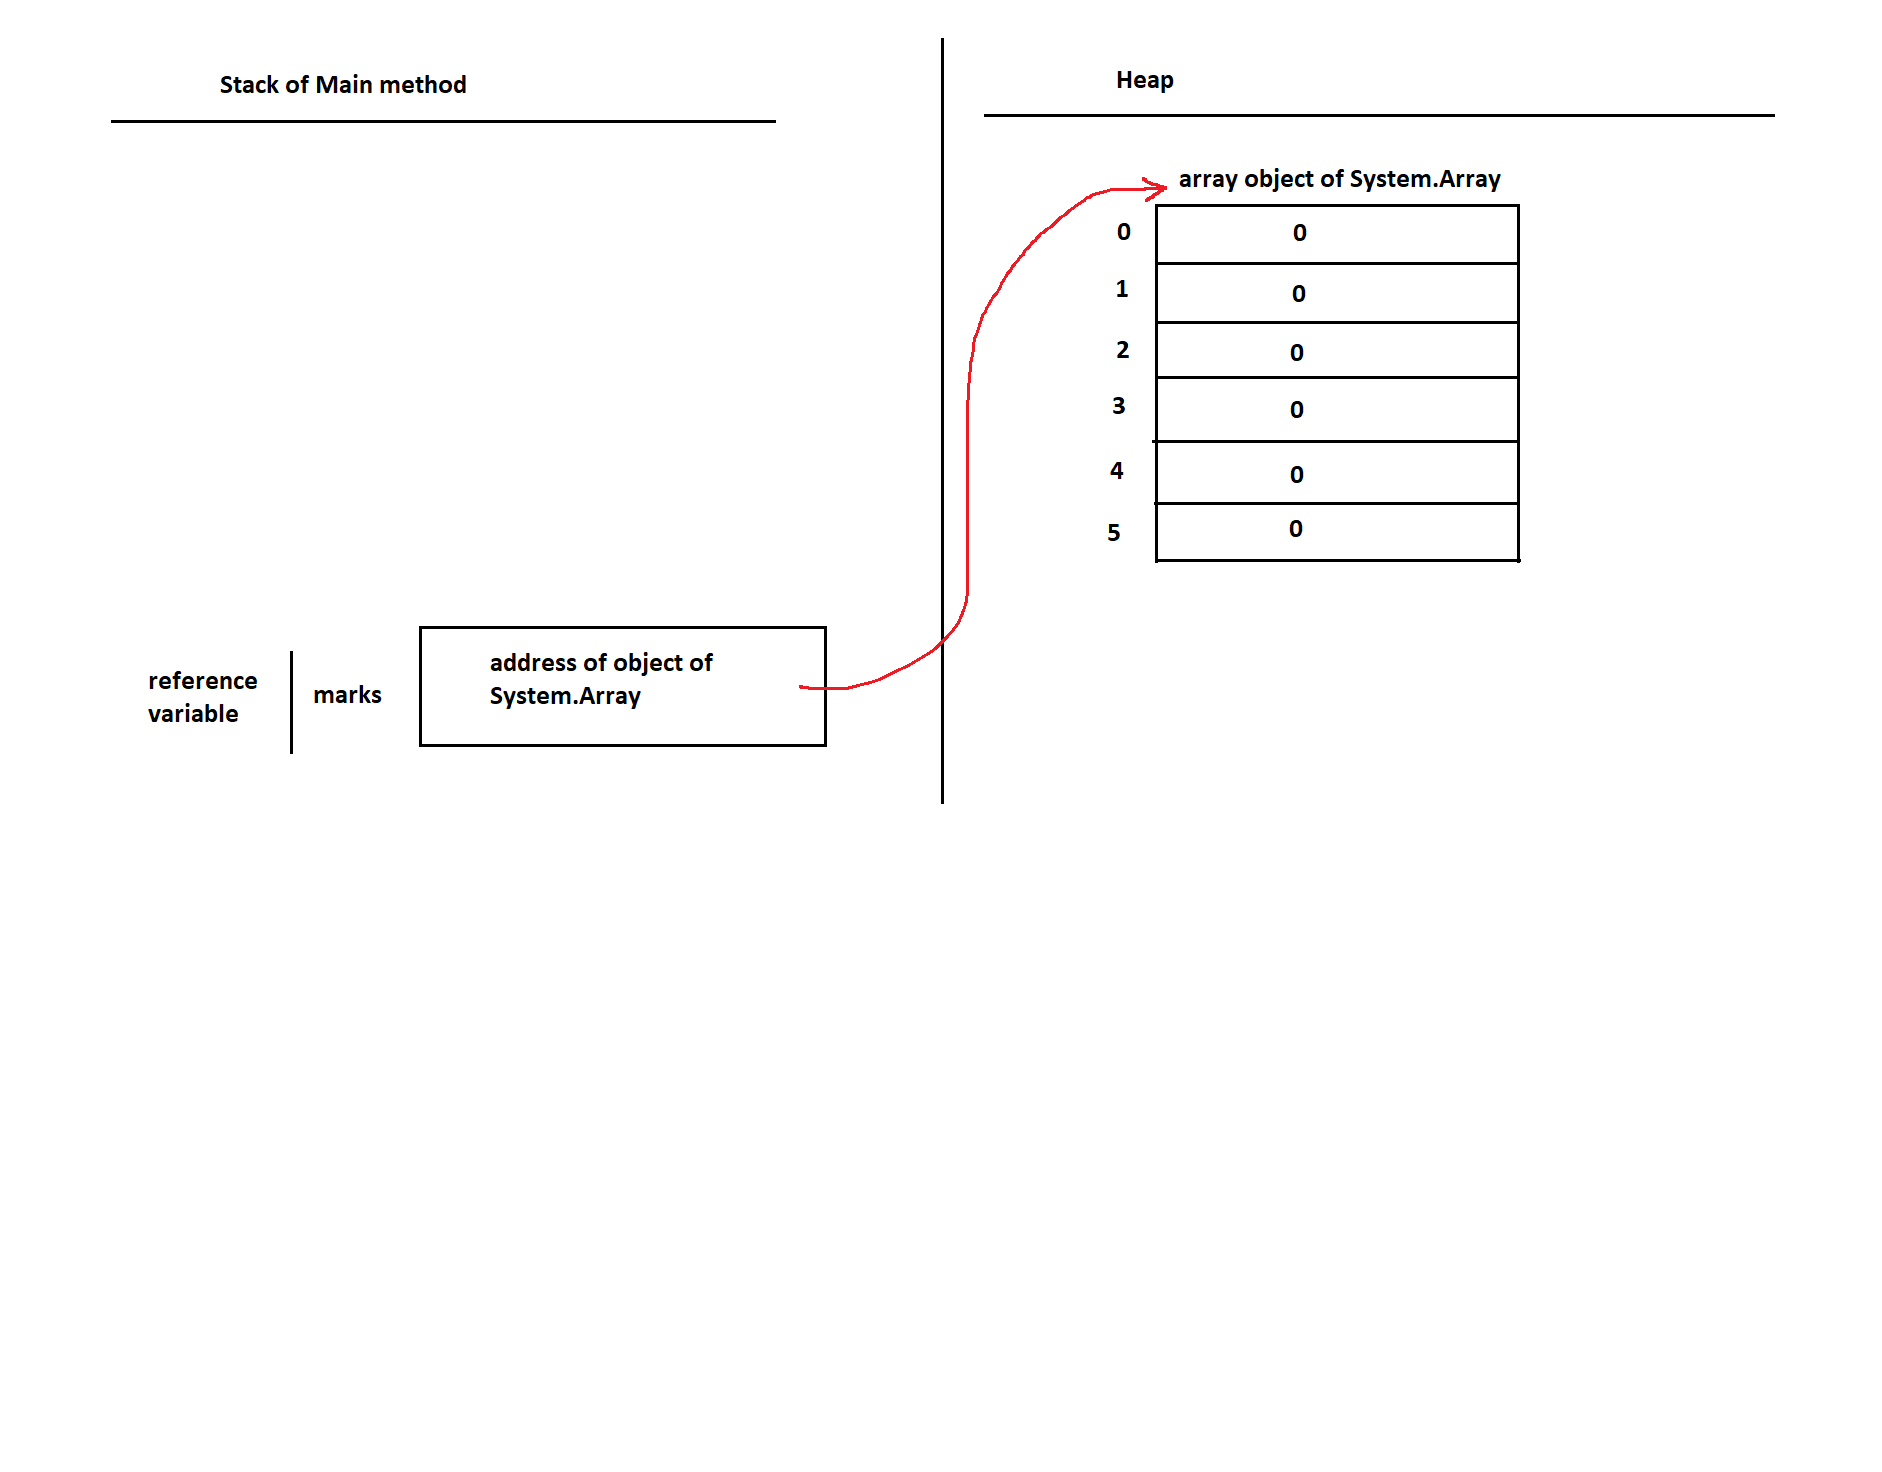 Stack of Main method
Heap
array object of System.Array
0 0
1 0
2 0
3 0
4 0
5 0
reference
variable
marks
address of object of
System.Array